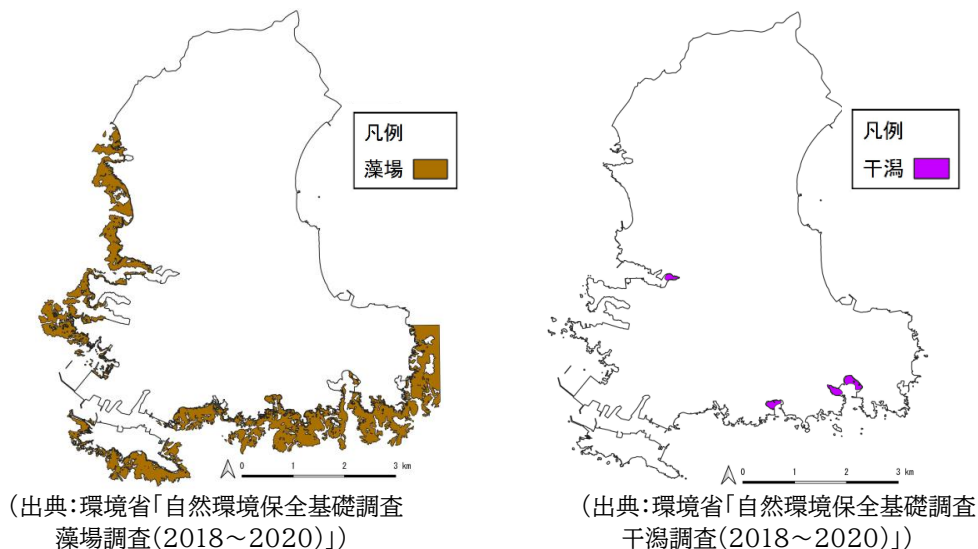 凡例
藻場
0 1 2 3 km
(出典:環境省「自然環境保全基礎調査
藻場調査(2018～2020)」)
凡例
干潟
0 1 2 3 km
(出典:環境省「自然環境保全基礎調査
干潟調査(2018～2020)」)